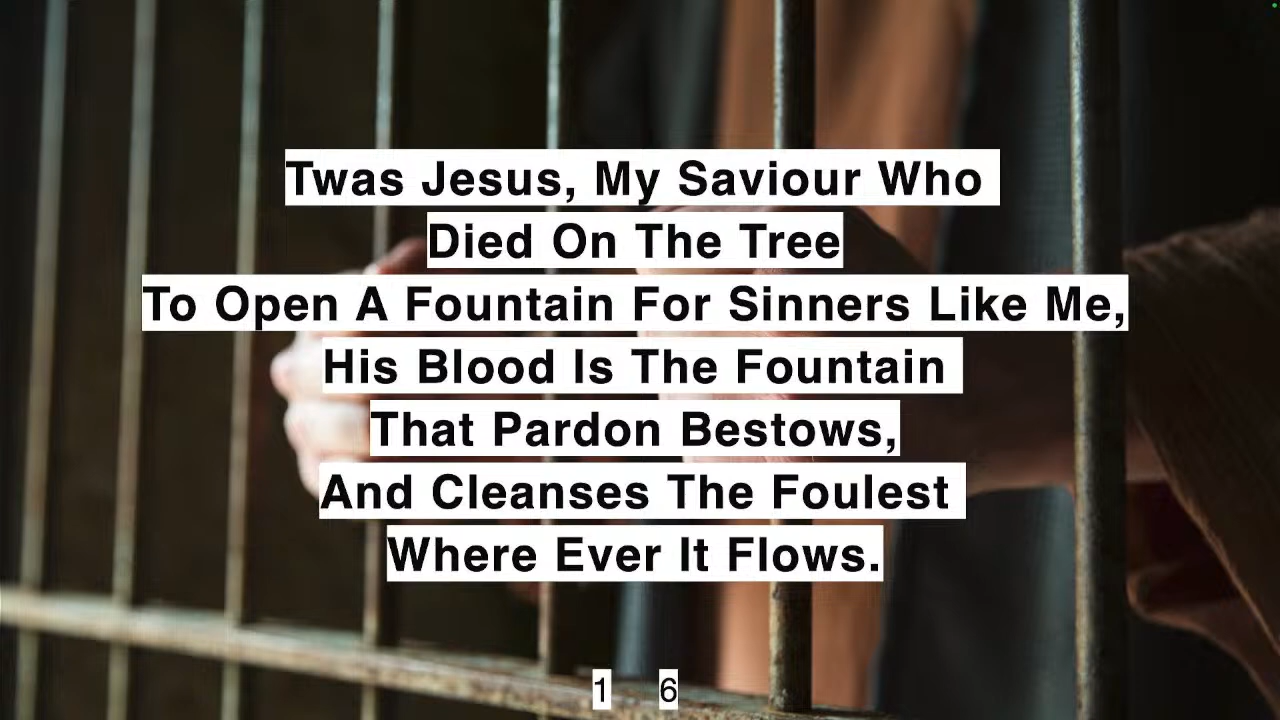 Twas Jesus, My Saviour Who
Died On The Tree
To Open A Fountain For Sinners Like Me,
His Blood Is The Fountain
That Pardon Bestows,
And Cleanses The Foulest
Where Ever It Flows.
1 6